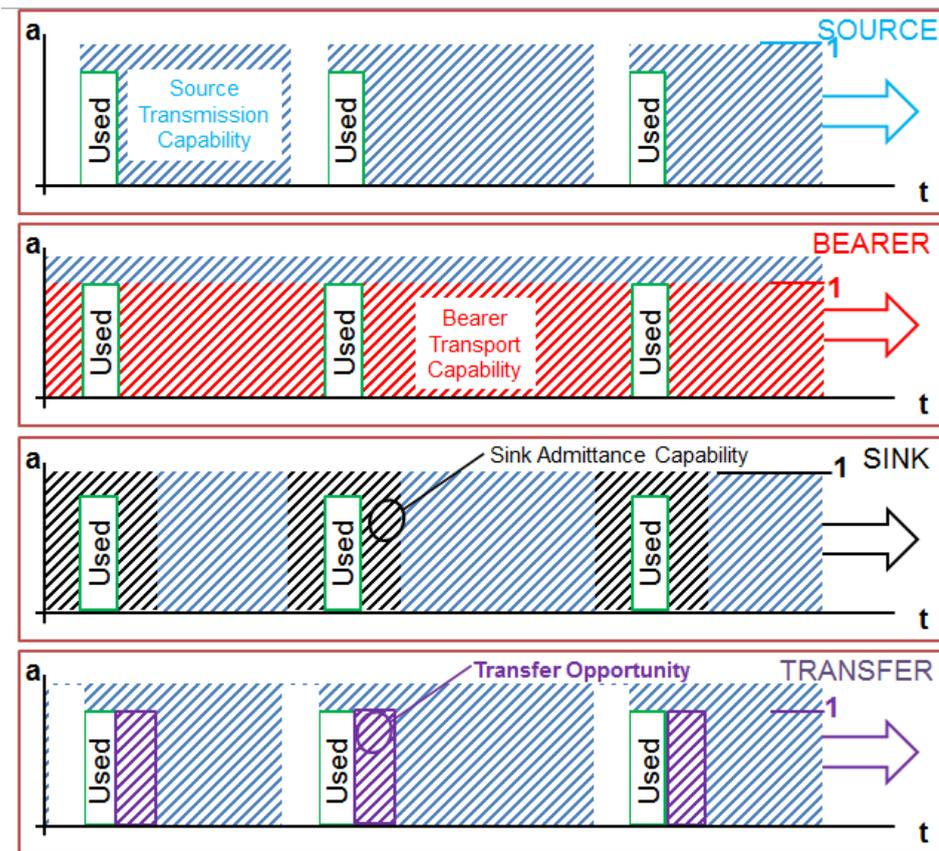 a
SOURCE
1
Used
Source
Transmission
Capability
Used
Used
t
a
BEARER
1
Used
Used
Bearer
Transport
Capability
Used
t
a
Sink Admittance Capability
1
SINK
Used
Used
Used
t
a
Transfer Opportunity
TRANSFER
1
Used
Used
Used
t